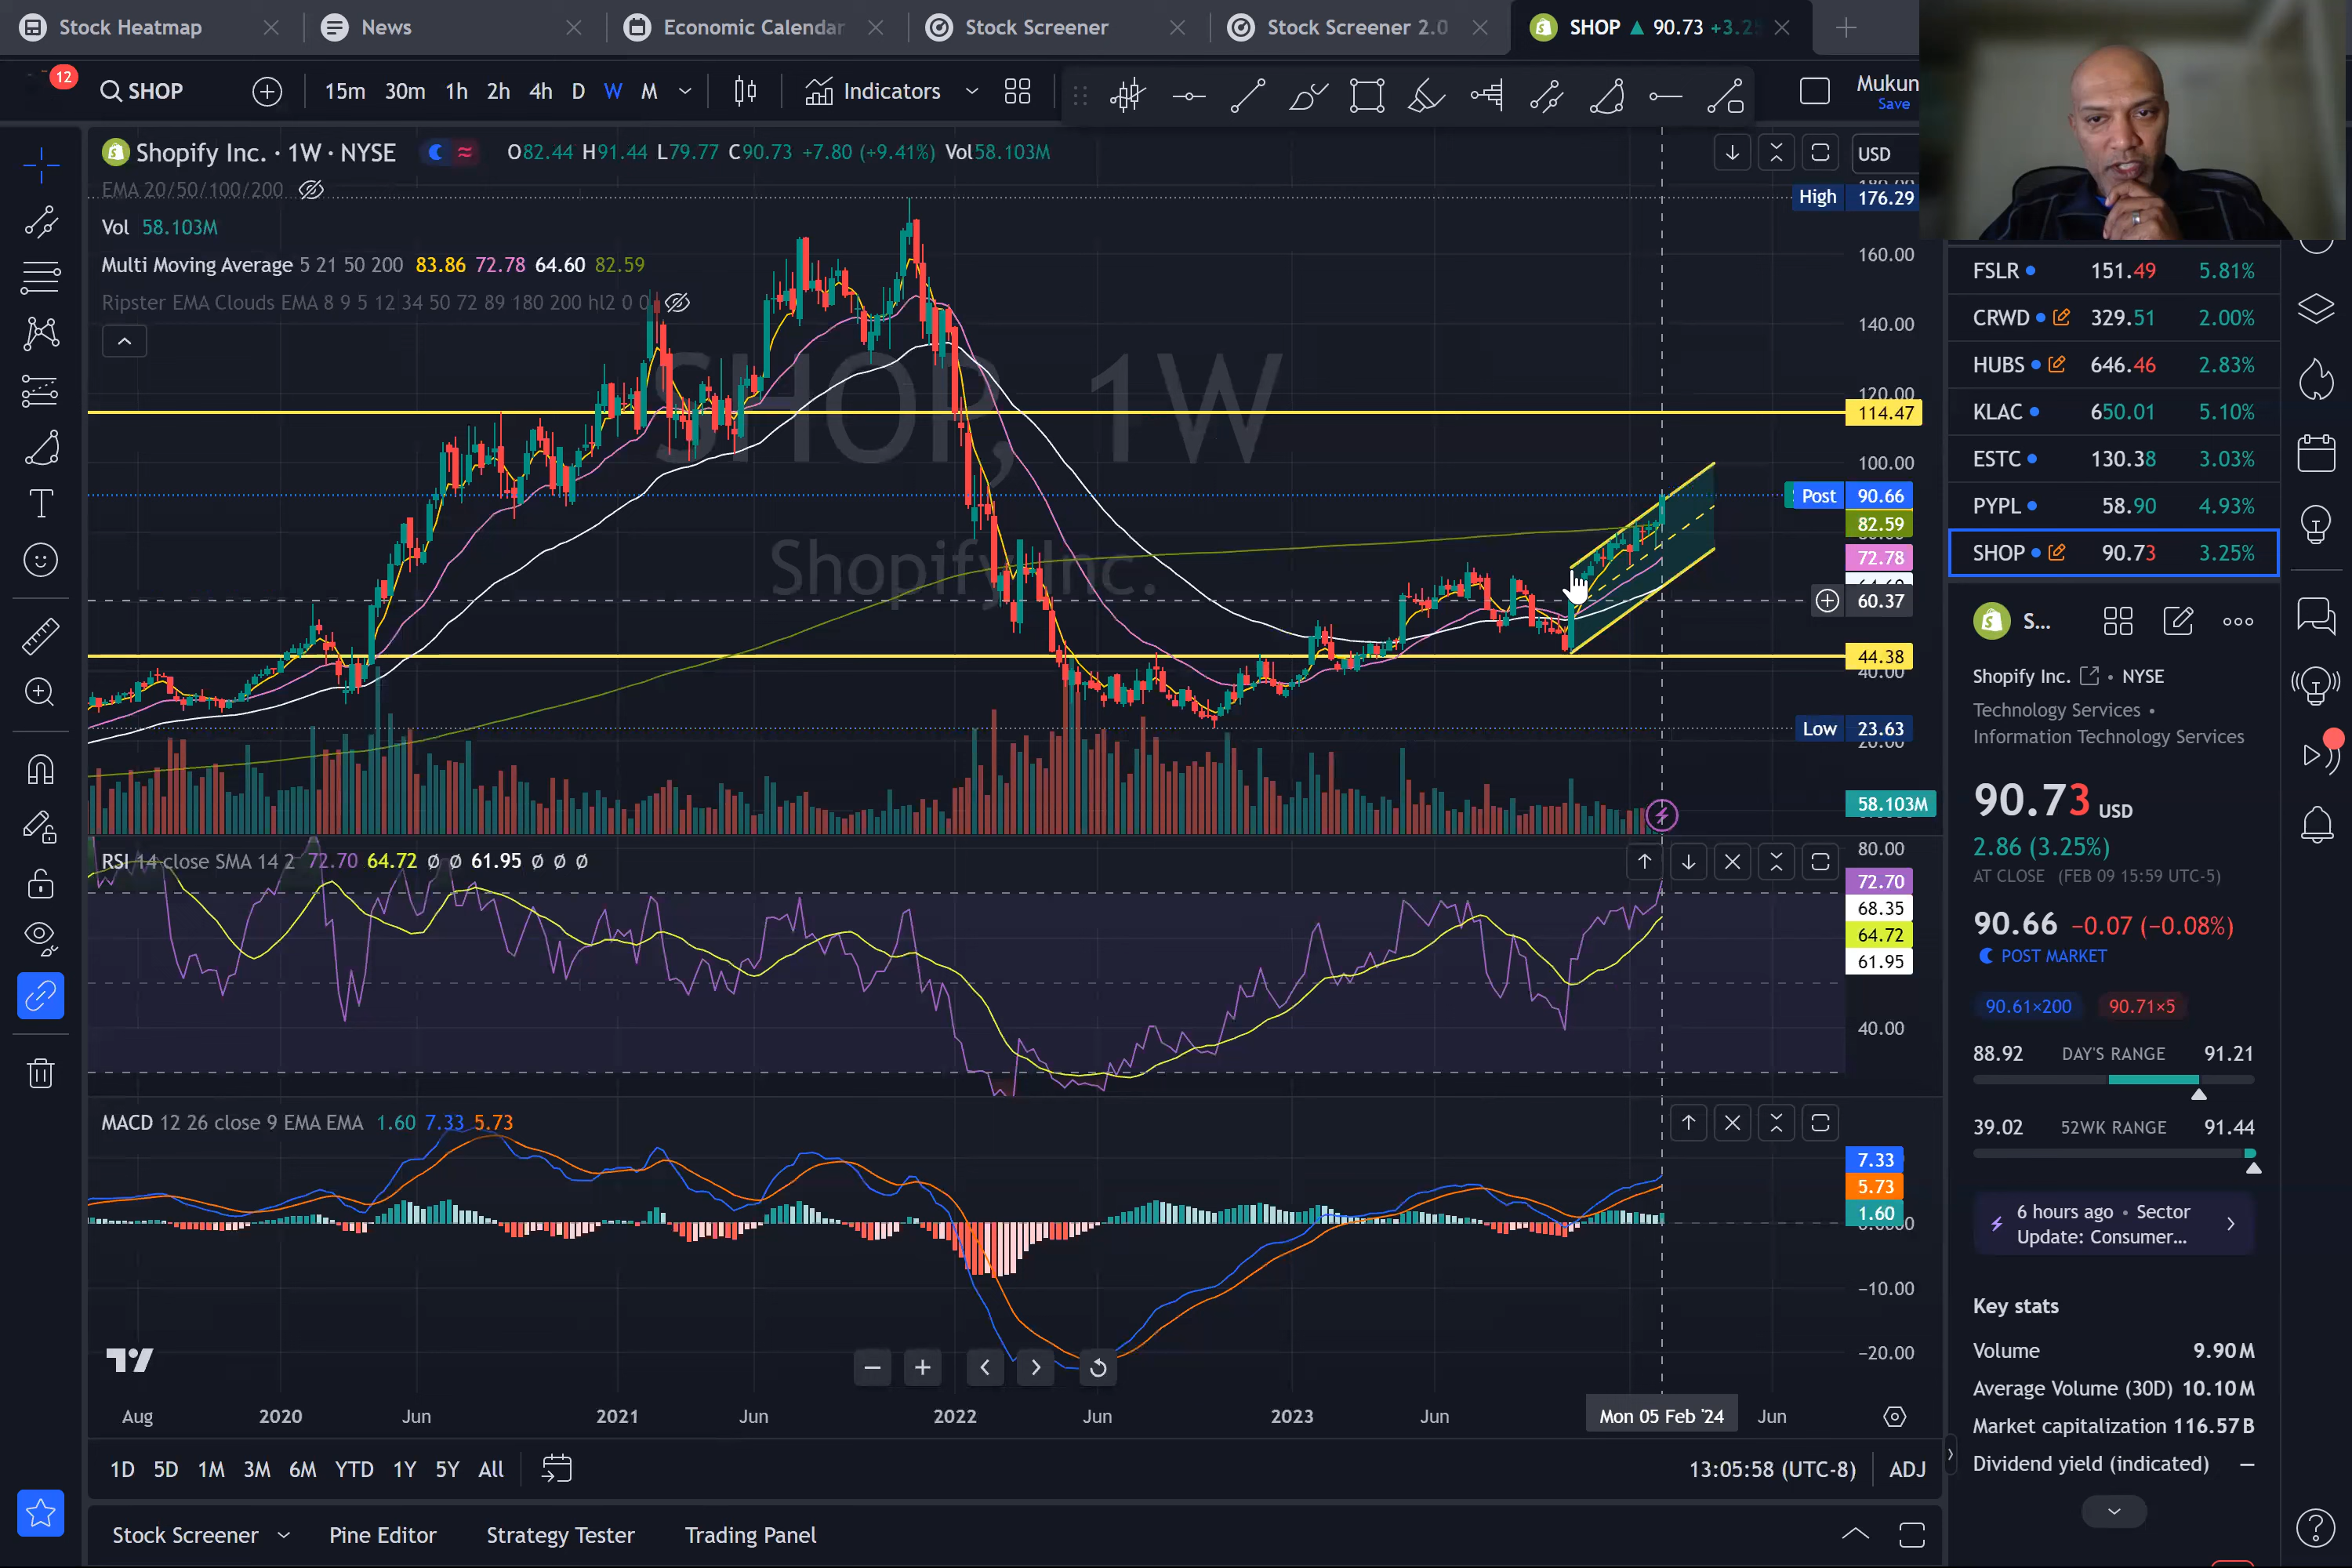 Stock Heatmap News Economic Calendar Stock Screener Stock Screener 2.0 SHOP 90.73 +3.25
12 SHOP 15m 30m 1h 2h 4h D W M Indicators Mukun
Save
Shopify Inc. · 1W · NYSE O82.44 H91.44 L79.77 C90.73 +7.80 (+9.41%) Vol58.103M USD
EMA 20/50/100/200
Vol 58.103M
Multi Moving Average 5 21 50 200 83.86 72.78 64.60 82.59
Ripster EMA Clouds EMA 8 9 5 12 34 50 72 89 180 200 hl2 0 0
SHOP, 1W
Shopify Inc.
High 176.29
160.00
140.00
120.00
114.47
100.00
Post 90.66
82.59
72.78
60.37
44.38
40.00
Low 23.63
20.00
58.103M
RSI 14 close SMA 14 2 72.70 64.72 ∅ ∅ 61.95 ∅ ∅ ∅
80.00
72.70
68.35
64.72
61.95
40.00
MACD 12 26 close 9 EMA EMA 1.60 7.33 5.73
7.33
5.73
1.60
−10.00
−20.00
Aug 2020 Jun 2021 Jun 2022 Jun 2023 Jun Mon 05 Feb '24 Jun
1D 5D 1M 3M 6M YTD 1Y 5Y All 13:05:58 (UTC-8) ADJ
Stock Screener Pine Editor Strategy Tester Trading Panel
FSLR 151.49 5.81%
CRWD 329.51 2.00%
HUBS 646.46 2.83%
KLAC 650.01 5.10%
ESTC 130.38 3.03%
PYPL 58.90 4.93%
SHOP 90.73 3.25%
S...
Shopify Inc. • NYSE
Technology Services •
Information Technology Services
90.73 USD
2.86 (3.25%)
AT CLOSE (FEB 09 15:59 UTC-5)
90.66 −0.07 (−0.08%)
POST MARKET
90.61×200 90.71×5
88.92 DAY'S RANGE 91.21
39.02 52WK RANGE 91.44
6 hours ago • Sector
Update: Consumer...
Key stats
Volume 9.90M
Average Volume (30D) 10.10M
Market capitalization 116.57B
Dividend yield (indicated) —